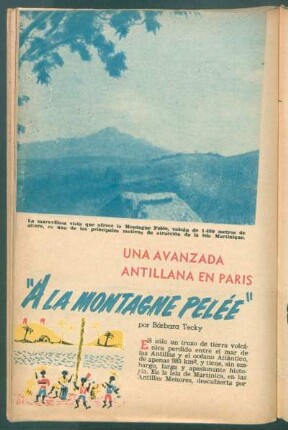 La maravillosa vista que ofrece la Montagne Pelée, volcán de 1.400 metros de
altura, es uno de los principales motivos de atracción de la isla Martinique.
UNA AVANZADA
ANTILLANA EN PARIS
"A LA MONTAGNE PELÉE"
por Bárbara Tecky
ES sólo un trozo de tierra volcá-
nica perdido entre el mar de
las Antillas y el océano Atlántico,
de apenas 985 km², y tiene, sin em-
bargo, larga y apasionante histo-
ria. Es la isla de Martinica, en las
Antillas Menores, descubierta por